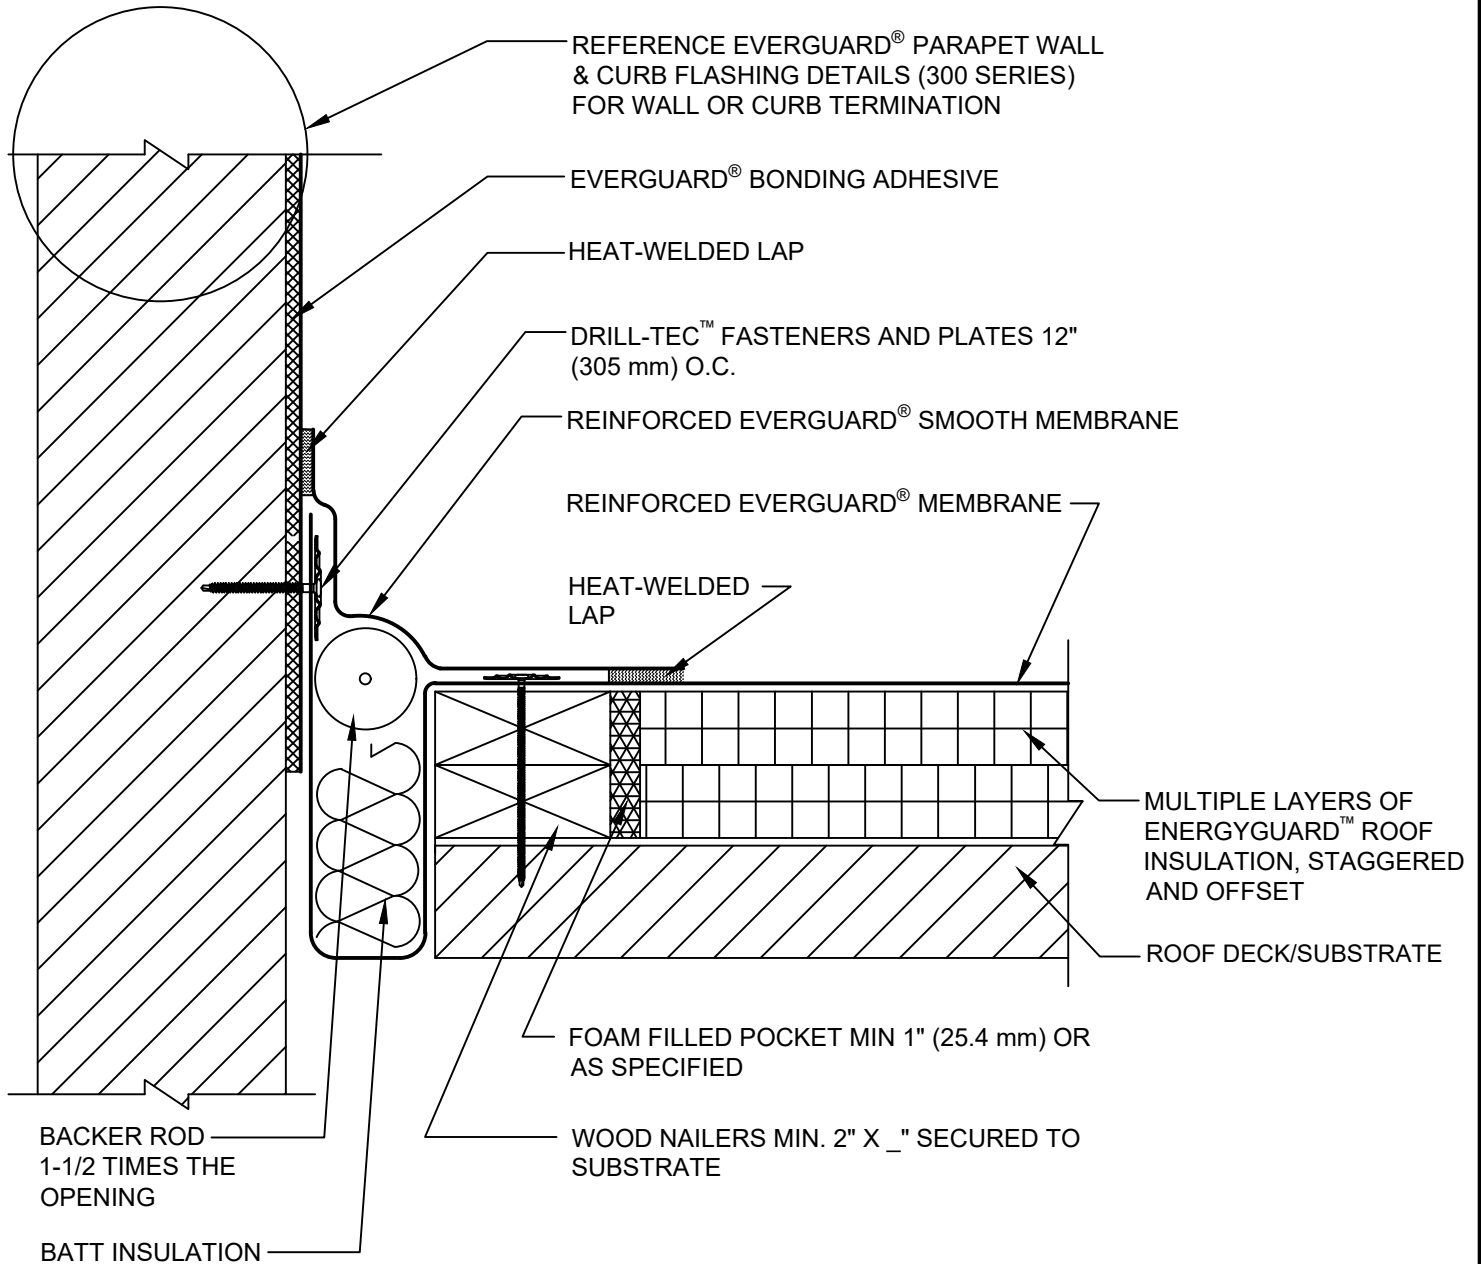 REFERENCE EVERGUARD® PARAPET WALL
& CURB FLASHING DETAILS (300 SERIES)
FOR WALL OR CURB TERMINATION
EVERGUARD® BONDING ADHESIVE
HEAT-WELDED LAP
DRILL-TEC™ FASTENERS AND PLATES 12"
(305 mm) O.C.
REINFORCED EVERGUARD® SMOOTH MEMBRANE
REINFORCED EVERGUARD® MEMBRANE
HEAT-WELDED
LAP
MULTIPLE LAYERS OF
ENERGYGUARD™ ROOF
INSULATION, STAGGERED
AND OFFSET
ROOF DECK/SUBSTRATE
FOAM FILLED POCKET MIN 1" (25.4 mm) OR
AS SPECIFIED
WOOD NAILERS MIN. 2" X _" SECURED TO
SUBSTRATE
BACKER ROD
1-1/2 TIMES THE
OPENING
BATT INSULATION